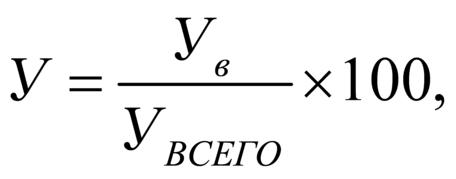 У = Ув / УВСЕГО × 100,